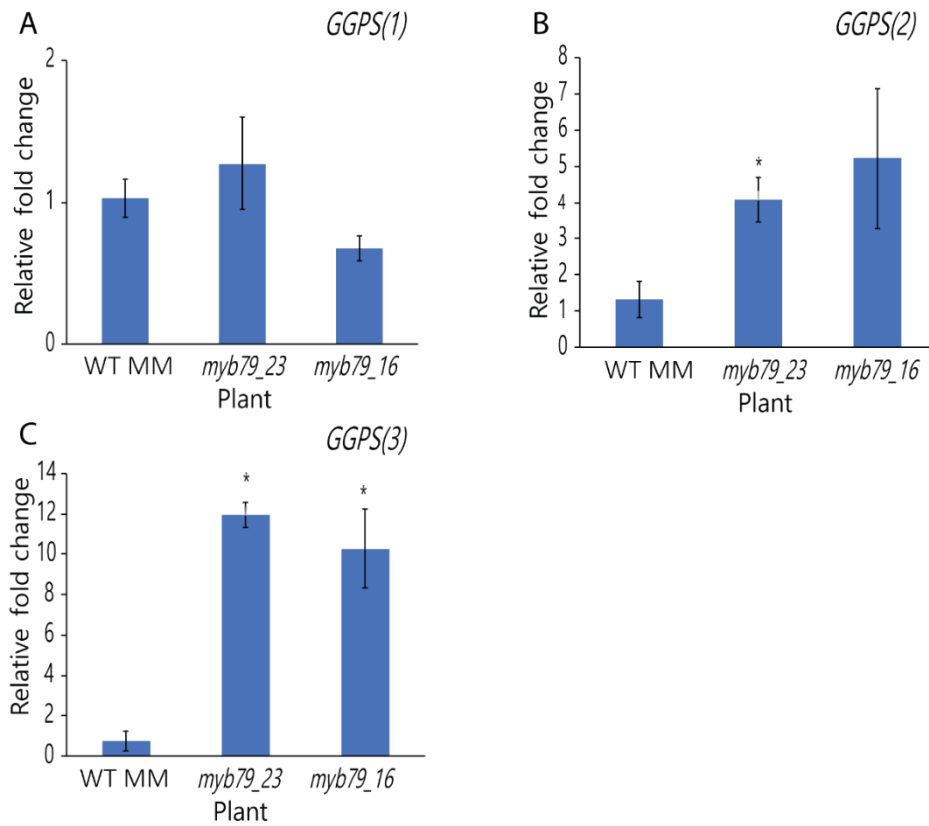 A
GGPS(1)
Relative fold change
2
1
0
WT MM
myb79_23
myb79_16
Plant
B
GGPS(2)
Relative fold change
8
7
6
5
4
3
2
1
0
*
WT MM
myb79_23
myb79_16
Plant
C
GGPS(3)
Relative fold change
14
12
10
8
6
4
2
0
*
*
WT MM
myb79_23
myb79_16
Plant